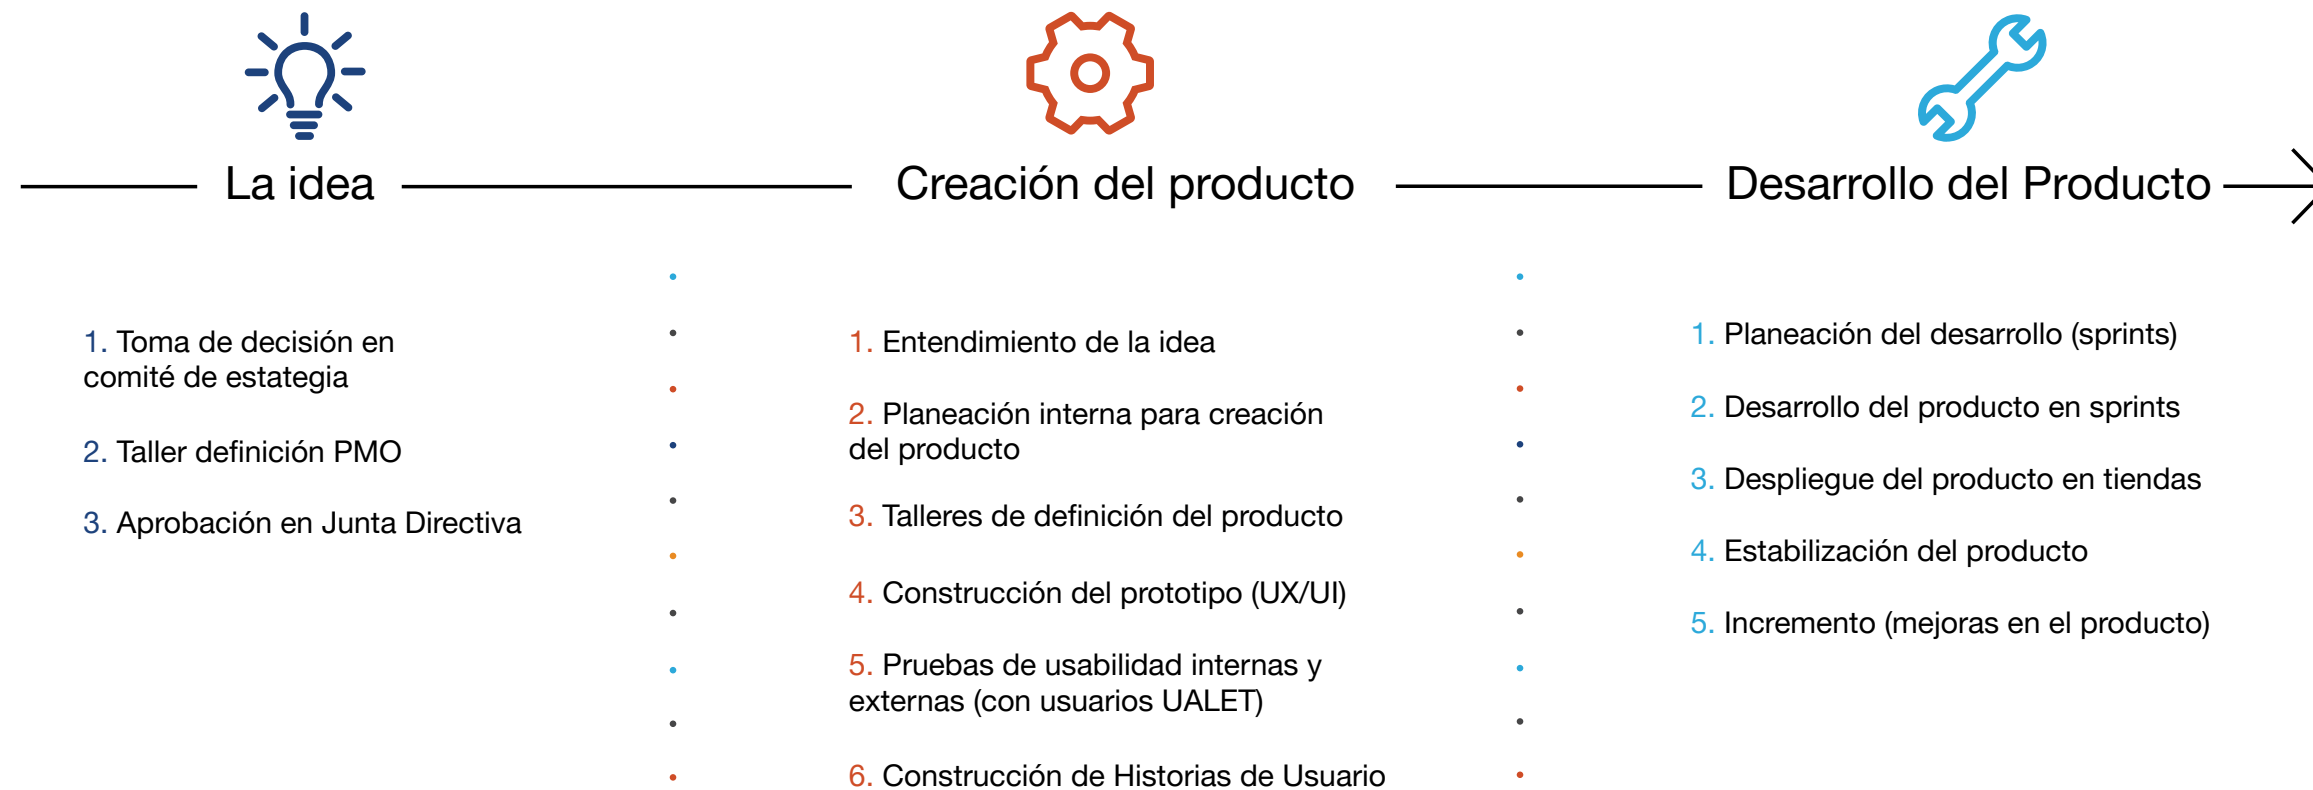 La idea
Creación del producto
Desarrollo del Producto
1. Toma de decisión en
comité de estategia
2. Taller definición PMO
3. Aprobación en Junta Directiva
1. Entendimiento de la idea
2. Planeación interna para creación
del producto
3. Talleres de definición del producto
4. Construcción del prototipo (UX/UI)
5. Pruebas de usabilidad internas y
externas (con usuarios UALET)
6. Construcción de Historias de Usuario
1. Planeación del desarrollo (sprints)
2. Desarrollo del producto en sprints
3. Despliegue del producto en tiendas
4. Estabilización del producto
5. Incremento (mejoras en el producto)